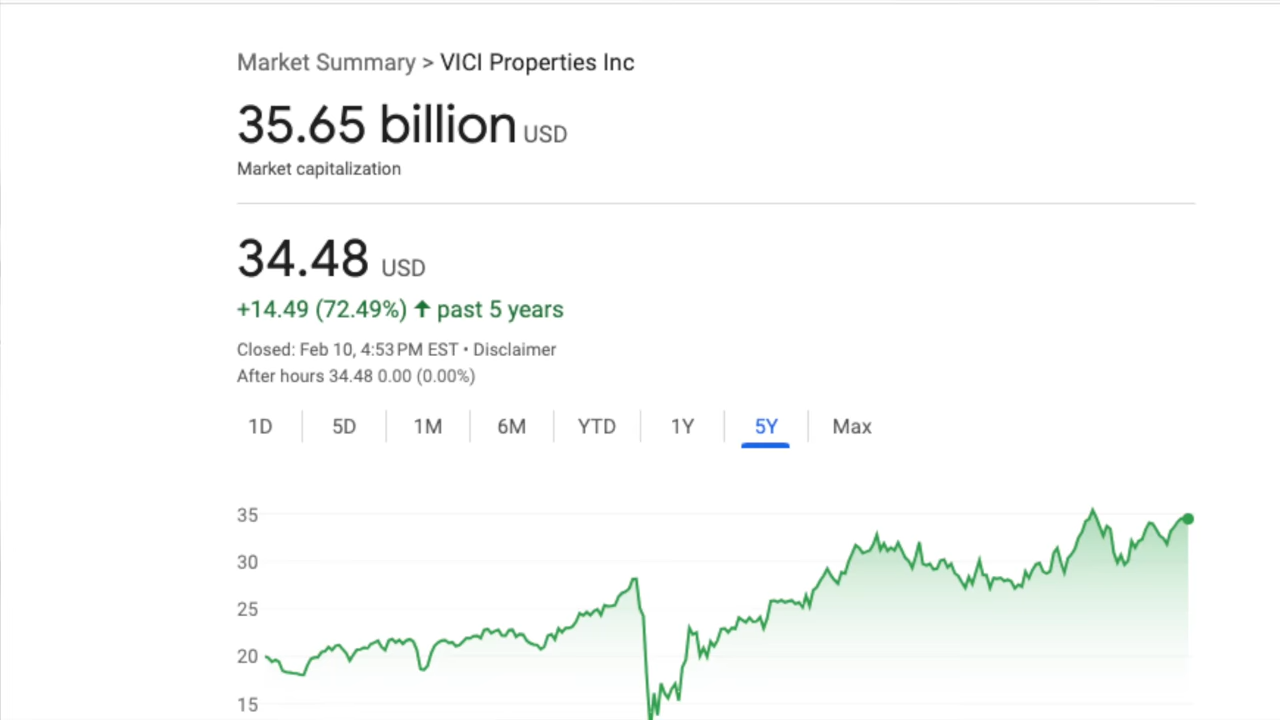 Market Summary > VICI Properties Inc
35.65 billion USD
Market capitalization
34.48 USD
+14.49 (72.49%) ↑ past 5 years
Closed: Feb 10, 4:53 PM EST • Disclaimer
After hours 34.48 0.00 (0.00%)
1D 5D 1M 6M YTD 1Y 5Y Max
35
30
25
20
15